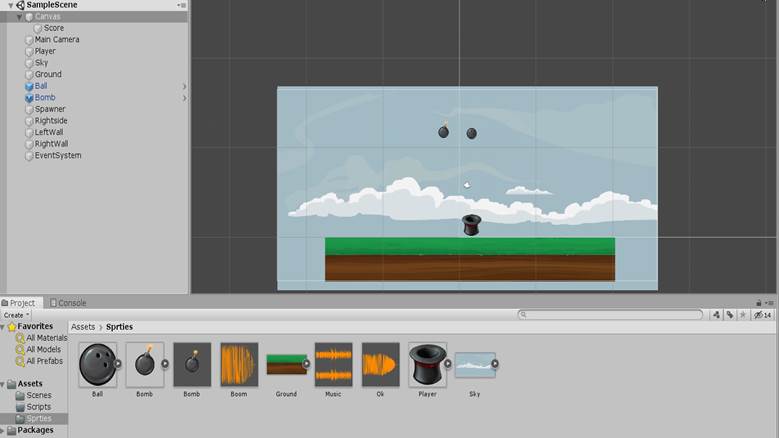 SampleScene
Canvas
Score
Main Camera
Player
Sky
Ground
Ball
Bomb
Spawner
Rightside
LeftWall
RightWall
EventSystem
Project
Console
Create
14
Favorites
All Materials
All Models
All Prefabs
Assets
Scenes
Scripts
Sprties
Packages
Assets Sprties
Ball Bomb Bomb Boom Ground Music Ok Player Sky